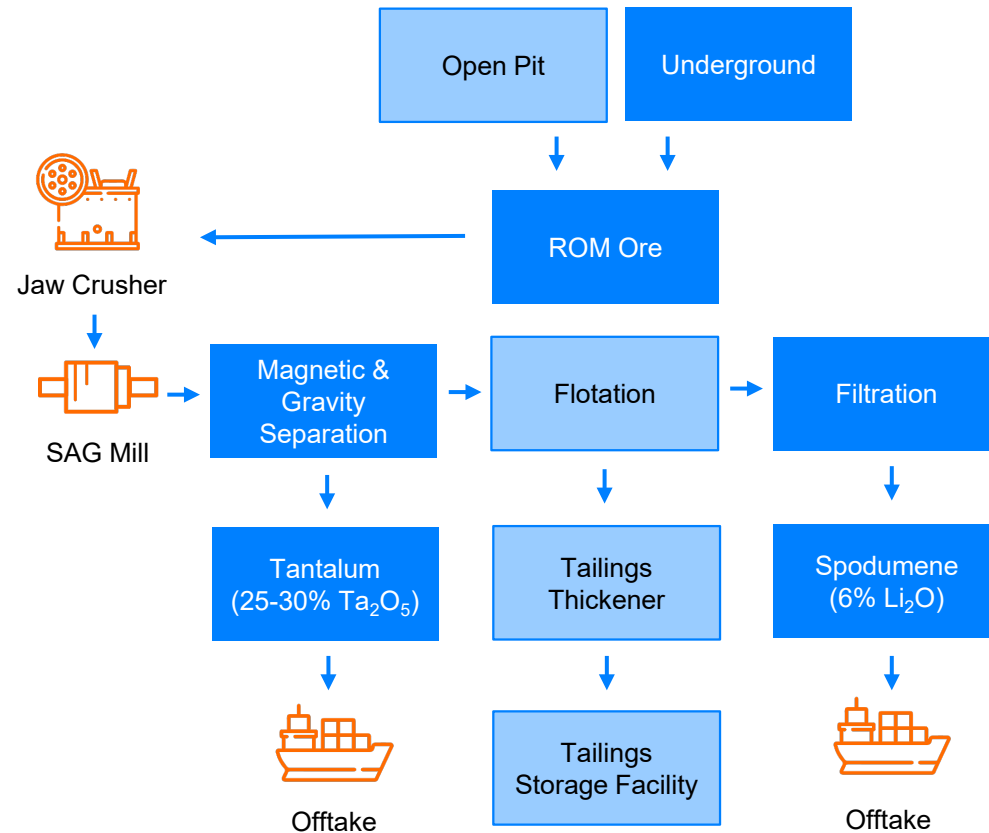 Open Pit
Underground
ROM Ore
Jaw Crusher
SAG Mill
Magnetic &
Gravity
Separation
Flotation
Filtration
Tantalum
(25-30% Ta₂O₅)
Tailings
Thickener
Spodumene
(6% Li₂O)
Offtake
Tailings
Storage Facility
Offtake